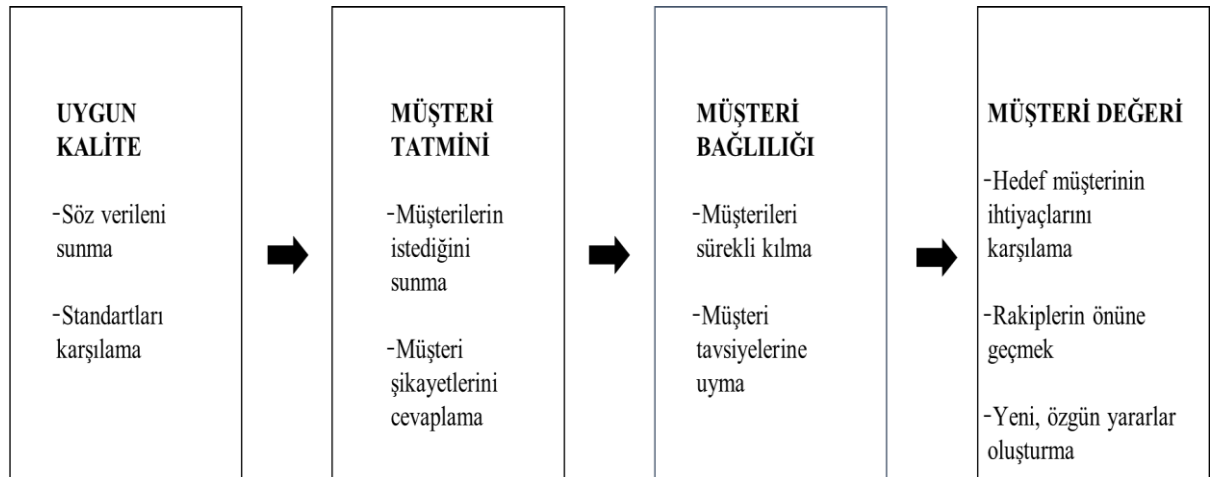 UYGUN
KALİTE
-Söz verileni
sunma
-Standartları
karşılama
MÜŞTERİ
TATMİNİ
-Müşterilerin
istediğini
sunma
-Müşteri
şikayetlerini
cevaplama
MÜŞTERİ
BAĞLILIĞI
-Müşterileri
sürekli kılma
-Müşteri
tavsiyelerine
uyma
MÜŞTERİ DEĞERİ
-Hedef müşterinin
ihtiyaçlarını
karşılama
-Rakiplerin önüne
geçmek
-Yeni, özgün yararlar
oluşturma